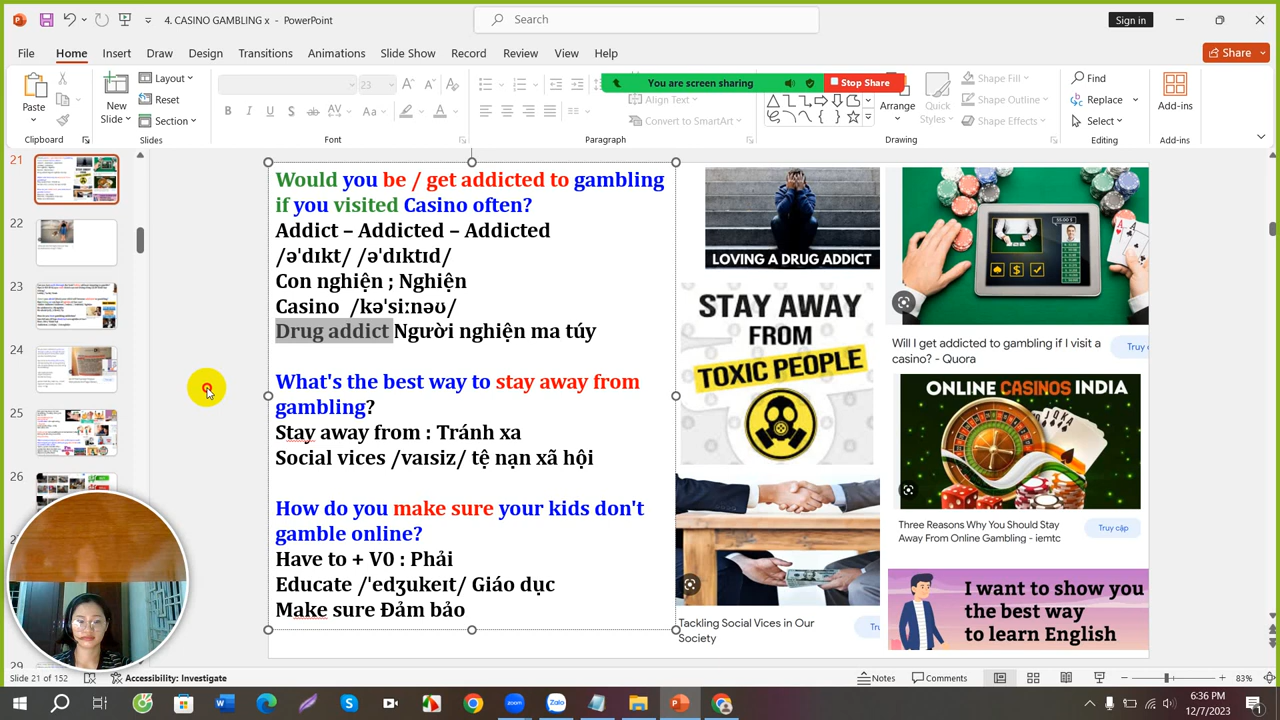 4. CASINO GAMBLING x - PowerPoint
Search
Sign in
File Home Insert Draw Design Transitions Animations Slide Show Record Review View Help
Share
You are screen sharing
Stop Share
Paste
New
Slide
Layout
Reset
Section
23
Align Text
Convert to SmartArt
Arrange
Quick
Styles
Shape Fill
Shape Outline
Shape Effects
Find
Replace
Select
Add-ins
Clipboard
Slides
Font
Paragraph
Drawing
Editing
Add-ins
21
22
23
24
25
26
29
Would you be / get addicted to gambling
if you visited Casino often?
Addict – Addicted – Addicted
/ə'dɪkt/ /ə'dɪktɪd/
Con nghiện ; Nghiện
Casino /kə'siːnəʊ/
Drug addict Người nghiện ma túy
What's the best way to stay away from
gambling?
Stay away from : Tránh xa
Social vices /vaɪsiz/ tệ nạn xã hội
How do you make sure your kids don't
gamble online?
Have to + V0 : Phải
Educate /'edʒukeɪt/ Giáo dục
Make sure Đảm bảo
LOVING A DRUG ADDICT
STAY AWAY
FROM
TOXIC PEOPLE
Tackling Social Vices in Our
Society
Will I get addicted to gambling if I visit a
casino? - Quora
Truy
ONLINE CASINOS INDIA
Three Reasons Why You Should Stay
Away From Online Gambling - iemtc
Truy cập
I want to show you
the best way
to learn English
Slide 21 of 152
Accessibility: Investigate
Notes
Comments
83%
6:36 PM
12/7/2023